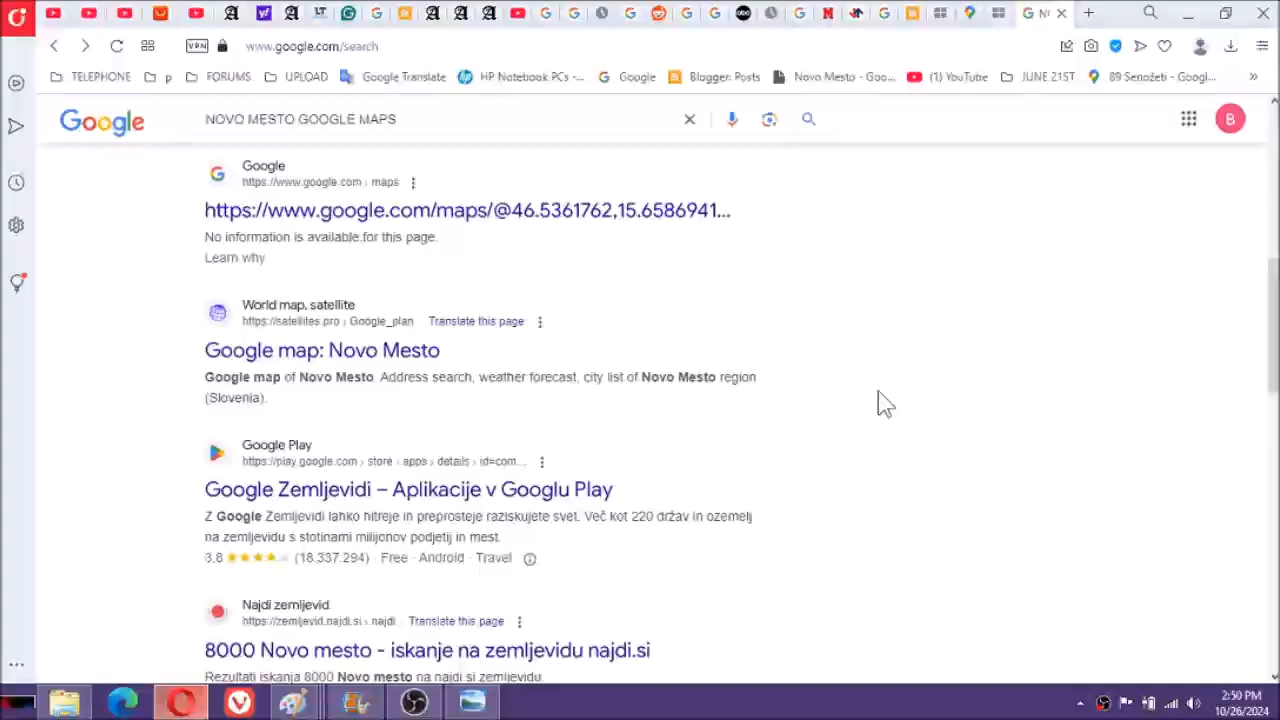 www.google.com/search
TELEPHONE p FORUMS UPLOAD Google Translate HP Notebook PCs -... Google Blogger: Posts Novo Mesto - Goo... (1) YouTube JUNE 21ST 89 Senožeti - Googl...
Google NOVO MESTO GOOGLE MAPS B
Google
https://www.google.com › maps
https://www.google.com/maps/@46.5361762,15.6586941...
No information is available for this page.
Learn why
World map, satellite
https://satellites.pro › Google_plan Translate this page
Google map: Novo Mesto
Google map of Novo Mesto. Address search, weather forecast, city list of Novo Mesto region
(Slovenia).
Google Play
https://play.google.com › store › apps › details › id=com...
Google Zemljevidi – Aplikacije v Googlu Play
Z Google Zemljevidi lahko hitreje in preprosteje raziskujete svet. Več kot 220 držav in ozemelj
na zemljevidu s stotinami milijonov podjetij in mest.
3,8 (18.337.294) Free · Android · Travel
Najdi zemljevid
https://zemljevid.najdi.si › najdi Translate this page
8000 Novo mesto - iskanje na zemljevidu najdi.si
Rezultati iskanja 8000 Novo mesto na najdi.si zemljevidu
2:50 PM
10/26/2024